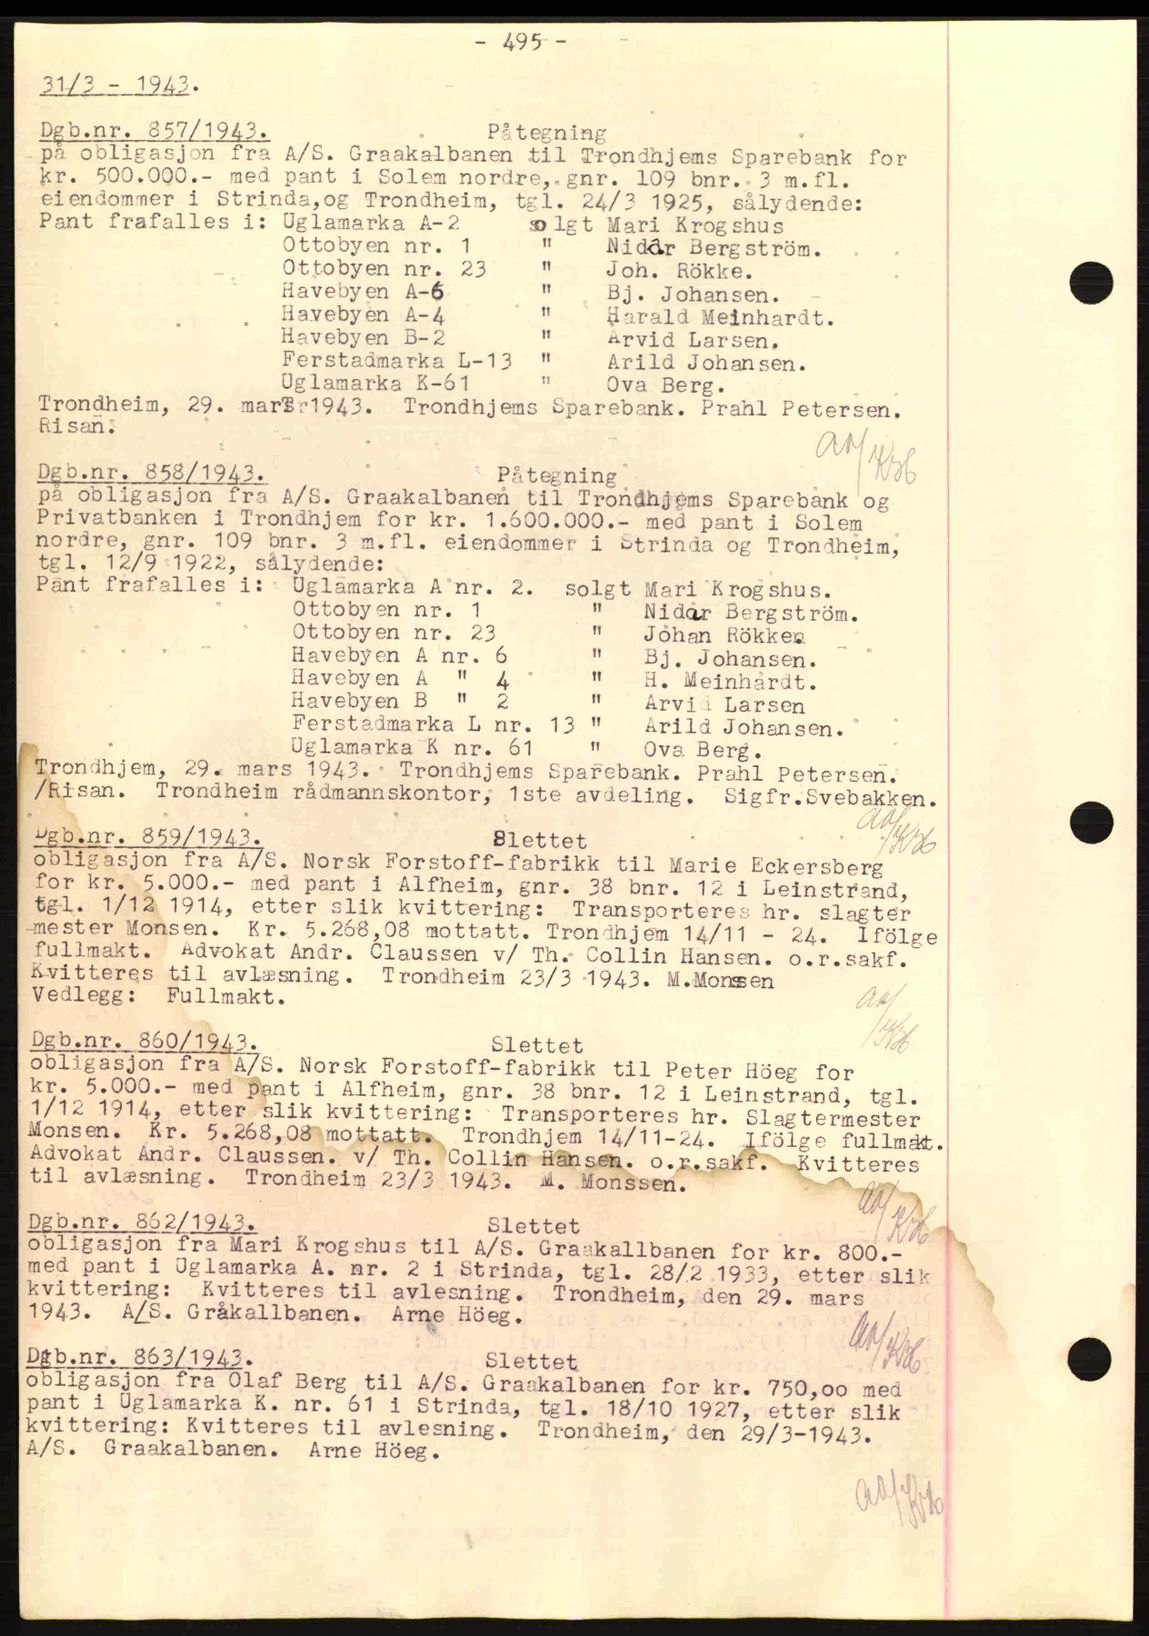 - 495 -
31/3 - 1943.
Dgb.nr. 857/1943. Påtegning
på obligasjon fra A/S. Graakalbanen til Trondhjems Sparebank for
kr. 500.000.- med pant i Solem nordre, gnr. 109 bnr. 3 m.fl.
eiendommer i Strinda,og Trondheim, tgl. 24/3 1925, sålydende:
Pant frafalles i: Uglamarka A-2 solgt Mari Krogshus
Ottobyen nr. 1 " Nidar Bergström.
Ottobyen nr. 23 " Joh. Rökke.
Havebyen A-6 " Bj. Johansen.
Havebyen A-4 " Harald Meinhardt.
Havebyen B-2 " Arvid Larsen.
Ferstadmarka L-13 " Arild Johansen.
Uglamarka K-61 " Ova Berg.
Trondheim, 29. mars 1943. Trondhjems Sparebank. Prahl Petersen.
Risan.
Dgb.nr. 858/1943. Påtegning
på obligasjon fra A/S. Graakalbanen til Trondhjems Sparebank og
Privatbanken i Trondhjem for kr. 1.600.000.- med pant i Solem
nordre, gnr. 109 bnr. 3 m.fl. eiendommer i Strinda og Trondheim,
tgl. 12/9 1922, sålydende:
Pant frafalles i: Uglamarka A nr. 2. solgt Mari Krogshus.
Ottobyen nr. 1 " Nidar Bergström.
Ottobyen nr. 23 " Johan Rökken
Havebyen A nr. 6 " Bj. Johansen.
Havebyen A " 4 " H. Meinhardt.
Havebyen B " 2 " Arvid Larsen
Ferstadmarka L nr. 13 " Arild Johansen.
Uglamarka K nr. 61 " Ova Berg.
Trondhjem, 29. mars 1943. Trondhjems Sparebank. Prahl Petersen.
/Risan. Trondheim rådmannskontor, 1ste avdeling. Sigfr.Svebakken.
Dgb.nr. 859/1943. Slettet
obligasjon fra A/S. Norsk Forstoff-fabrikk til Marie Eckersberg
for kr. 5.000.- med pant i Alfheim, gnr. 38 bnr. 12 i Leinstrand,
tgl. 1/12 1914, etter slik kvittering: Transporteres hr. slagter
-mester Monsen. Kr. 5.268,08 mottatt. Trondhjem 14/11 - 24. Ifölge
fullmakt. Advokat Andr. Claussen v/ Th. Collin Hansen. o.r.sakf.
Kvitteres til avlæsning. Trondheim 23/3 1943. M.Monssen
Vedlegg: Fullmakt.
Dgb.nr. 860/1943. Slettet
obligasjon fra A/S. Norsk Forstoff-fabrikk til Peter Höeg for
kr. 5.000.- med pant i Alfheim, gnr. 38 bnr. 12 i Leinstrand, tgl.
1/12 1914, etter slik kvittering: Transporteres hr. Slagtermester
Monsen. Kr. 5.268,08 mottatt. Trondhjem 14/11-24. Ifölge fullmakt.
Advokat Andr. Claussen. v/ Th. Collin Hansen. o.r.sakf. Kvitteres
til avlæsning. Trondheim 23/3 1943. M. Monssen.
Dgb.nr. 862/1943. Slettet
obligasjon fra Mari Krogshus til A/S. Graakallbanen for kr. 800.-
med pant i Uglamarka A. nr. 2 i Strinda, tgl. 28/2 1933, etter slik
kvittering: Kvitteres til avlesning. Trondheim, den 29. mars
1943. A/S. Gråkallbanen. Arne Höeg.
Dgb.nr. 863/1943. Slettet
obligasjon fra Olaf Berg til A/S. Graakalbanen for kr. 750,oo med
pant i Uglamarka K. nr. 61 i Strinda, tgl. 18/10 1927, etter slik
kvittering: Kvitteres til avlesning. Trondheim, den 29/3-1943.
A/S. Graakalbanen. Arne Höeg.